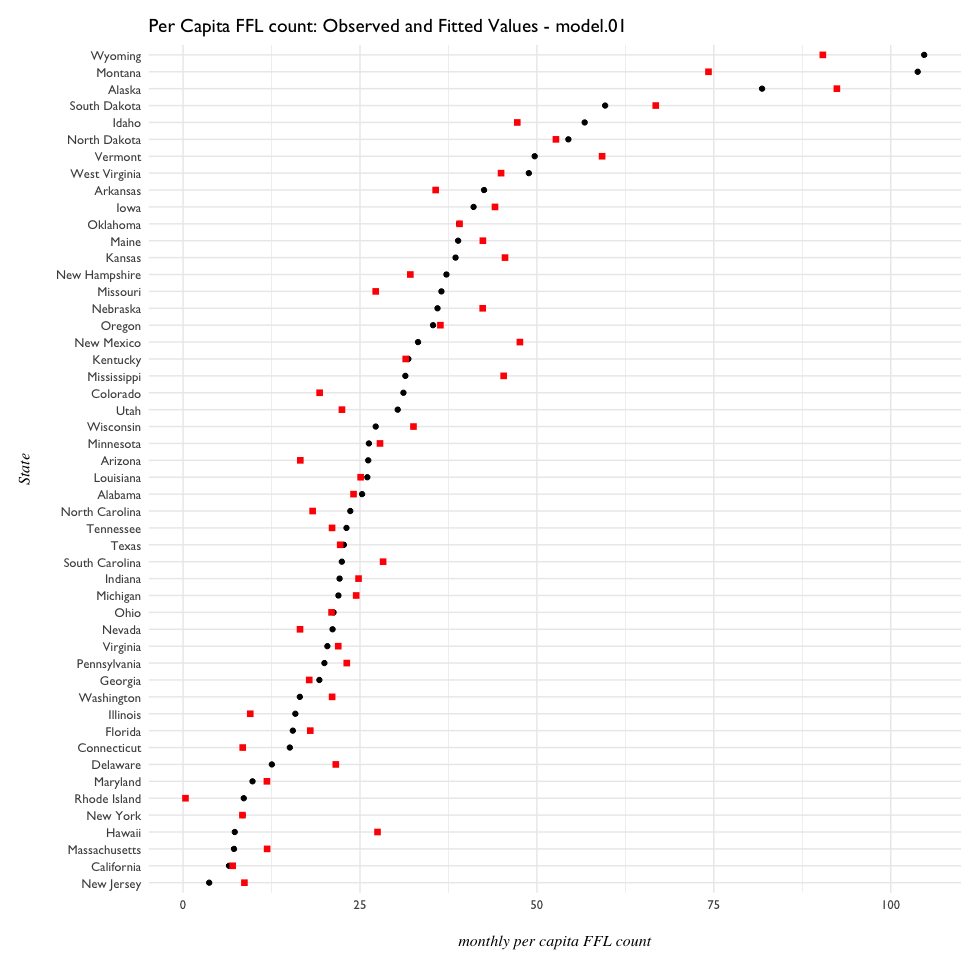 Per Capita FFL count: Observed and Fitted Values - model.01
Wyoming
Montana
Alaska
South Dakota
Idaho
North Dakota
Vermont
West Virginia
Arkansas
Iowa
Oklahoma
Maine
Kansas
New Hampshire
Missouri
Nebraska
Oregon
New Mexico
Kentucky
Mississippi
Colorado
Utah
Wisconsin
Minnesota
Arizona
Louisiana
Alabama
North Carolina
Tennessee
Texas
South Carolina
Indiana
Michigan
Ohio
Nevada
Virginia
Pennsylvania
Georgia
Washington
Illinois
Florida
Connecticut
Delaware
Maryland
Rhode Island
New York
Hawaii
Massachusetts
California
New Jersey
State
0 25 50 75 100
monthly per capita FFL count